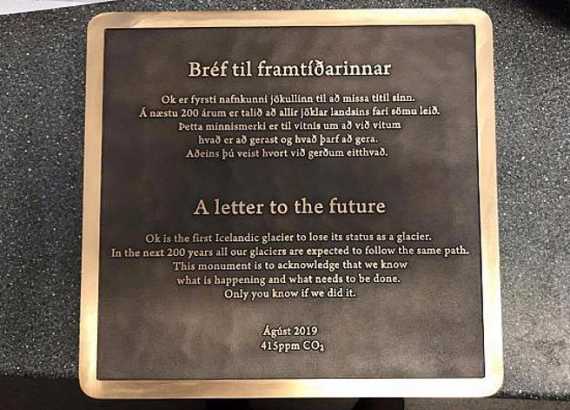 Bréf til framtíðarinnar
Ok er fyrsti nafnkunni jökullinn til að missa titil sinn.
Á næstu 200 árum er talið að allir jöklar landsins fari sömu leið.
Þetta minnismerki er til vitnis um að við vitum
hvað er að gerast og hvað þarf að gera.
Aðeins þú veist hvort við gerðum eitthvað.
A letter to the future
Ok is the first Icelandic glacier to lose its status as a glacier.
In the next 200 years all our glaciers are expected to follow the same path.
This monument is to acknowledge that we know
what is happening and what needs to be done.
Only you know if we did it.
Ágúst 2019
415ppm CO₂